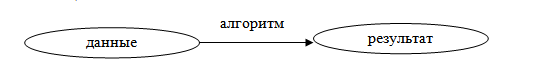 алгоритм
данные
результат